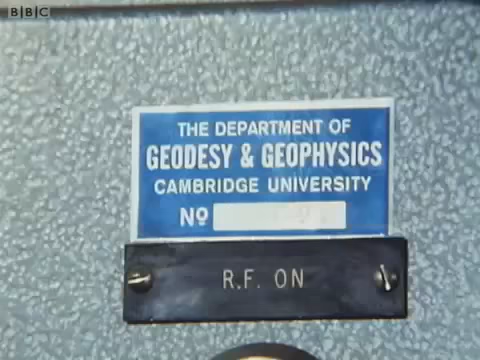 BBC
THE DEPARTMENT OF
GEODESY & GEOPHYSICS
CAMBRIDGE UNIVERSITY
No
R.F. ON